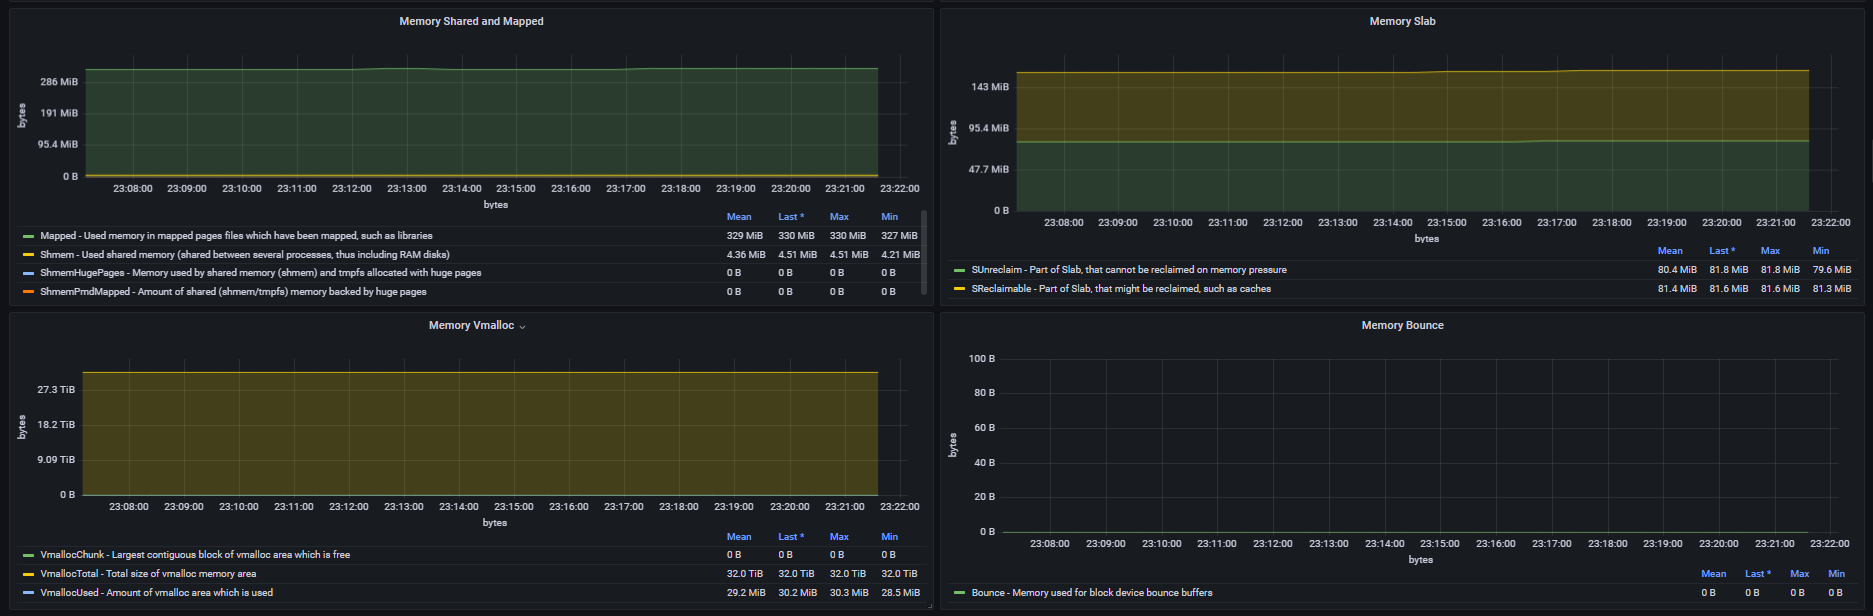 Memory Shared and Mapped
286 MiB
191 MiB
95.4 MiB
0 B
bytes
23:08:00 23:09:00 23:10:00 23:11:00 23:12:00 23:13:00 23:14:00 23:15:00 23:16:00 23:17:00 23:18:00 23:19:00 23:20:00 23:21:00 23:22:00
bytes
Mean Last * Max Min
Mapped - Used memory in mapped pages files which have been mapped, such as libraries 329 MiB 330 MiB 330 MiB 327 MiB
Shmem - Used shared memory (shared between several processes, thus including RAM disks) 4.36 MiB 4.51 MiB 4.51 MiB 4.21 MiB
ShmemHugePages - Memory used by shared memory (shmem) and tmpfs allocated with huge pages 0 B 0 B 0 B 0 B
ShmemPmdMapped - Amount of shared (shmem/tmpfs) memory backed by huge pages 0 B 0 B 0 B 0 B
Memory Slab
143 MiB
95.4 MiB
47.7 MiB
0 B
bytes
23:08:00 23:09:00 23:10:00 23:11:00 23:12:00 23:13:00 23:14:00 23:15:00 23:16:00 23:17:00 23:18:00 23:19:00 23:20:00 23:21:00 23:22:00
bytes
Mean Last * Max Min
SUnreclaim - Part of Slab, that cannot be reclaimed on memory pressure 80.4 MiB 81.8 MiB 81.8 MiB 79.6 MiB
SReclaimable - Part of Slab, that might be reclaimed, such as caches 81.4 MiB 81.6 MiB 81.6 MiB 81.3 MiB
Memory Vmalloc
27.3 TiB
18.2 TiB
9.09 TiB
0 B
bytes
23:08:00 23:09:00 23:10:00 23:11:00 23:12:00 23:13:00 23:14:00 23:15:00 23:16:00 23:17:00 23:18:00 23:19:00 23:20:00 23:21:00 23:22:00
bytes
Mean Last * Max Min
VmallocChunk - Largest contiguous block of vmalloc area which is free 0 B 0 B 0 B 0 B
VmallocTotal - Total size of vmalloc memory area 32.0 TiB 32.0 TiB 32.0 TiB 32.0 TiB
VmallocUsed - Amount of vmalloc area which is used 29.2 MiB 30.2 MiB 30.3 MiB 28.5 MiB
Memory Bounce
100 B
80 B
60 B
40 B
20 B
0 B
bytes
23:08:00 23:09:00 23:10:00 23:11:00 23:12:00 23:13:00 23:14:00 23:15:00 23:16:00 23:17:00 23:18:00 23:19:00 23:20:00 23:21:00 23:22:00
bytes
Mean Last * Max Min
Bounce - Memory used for block device bounce buffers 0 B 0 B 0 B 0 B